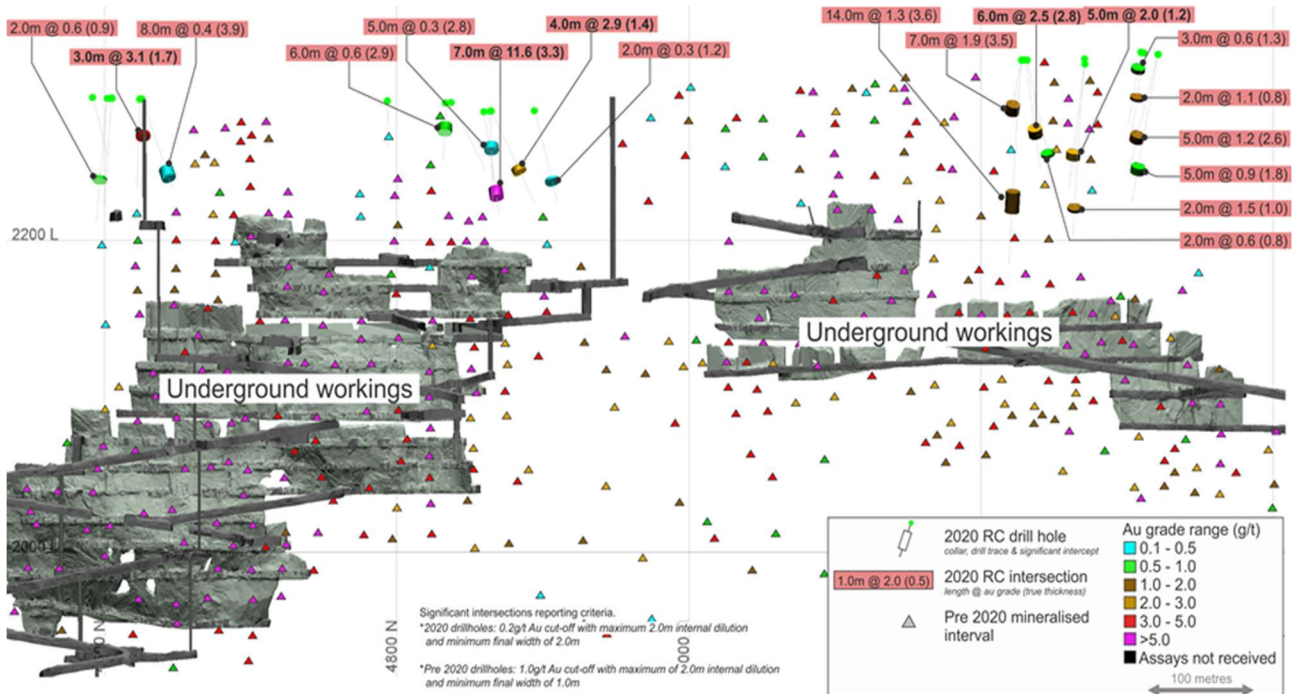 2.0m @ 0.6 (0.9)
8.0m @ 0.4 (3.9)
3.0m @ 3.1 (1.7)
5.0m @ 0.3 (2.8)
4.0m @ 2.9 (1.4)
6.0m @ 0.6 (2.9)
7.0m @ 11.6 (3.3)
2.0m @ 0.3 (1.2)
14.0m @ 1.3 (3.6)
6.0m @ 2.5 (2.8)
5.0m @ 2.0 (1.2)
7.0m @ 1.9 (3.5)
3.0m @ 0.6 (1.3)
2.0m @ 1.1 (0.8)
5.0m @ 1.2 (2.6)
5.0m @ 0.9 (1.8)
2.0m @ 1.5 (1.0)
2.0m @ 0.6 (0.8)
2200 L
Underground workings
Underground workings
2000 L
4800 N
Significant intersections reporting criteria.
*2020 drillholes: 0.2g/t Au cut-off with maximum 2.0m internal dilution
and minimum final width of 2.0m
*Pre 2020 drillholes: 1.0g/t Au cut-off with maximum of 2.0m internal dilution
and minimum final width of 1.0m
2020 RC drill hole
collar, drill trace & significant intercept
1.0m @ 2.0 (0.5)
2020 RC intersection
length @ au grade (true thickness)
Pre 2020 mineralised
interval
Au grade range (g/t)
0.1 - 0.5
0.5 - 1.0
1.0 - 2.0
2.0 - 3.0
3.0 - 5.0
>5.0
Assays not received
100 metres